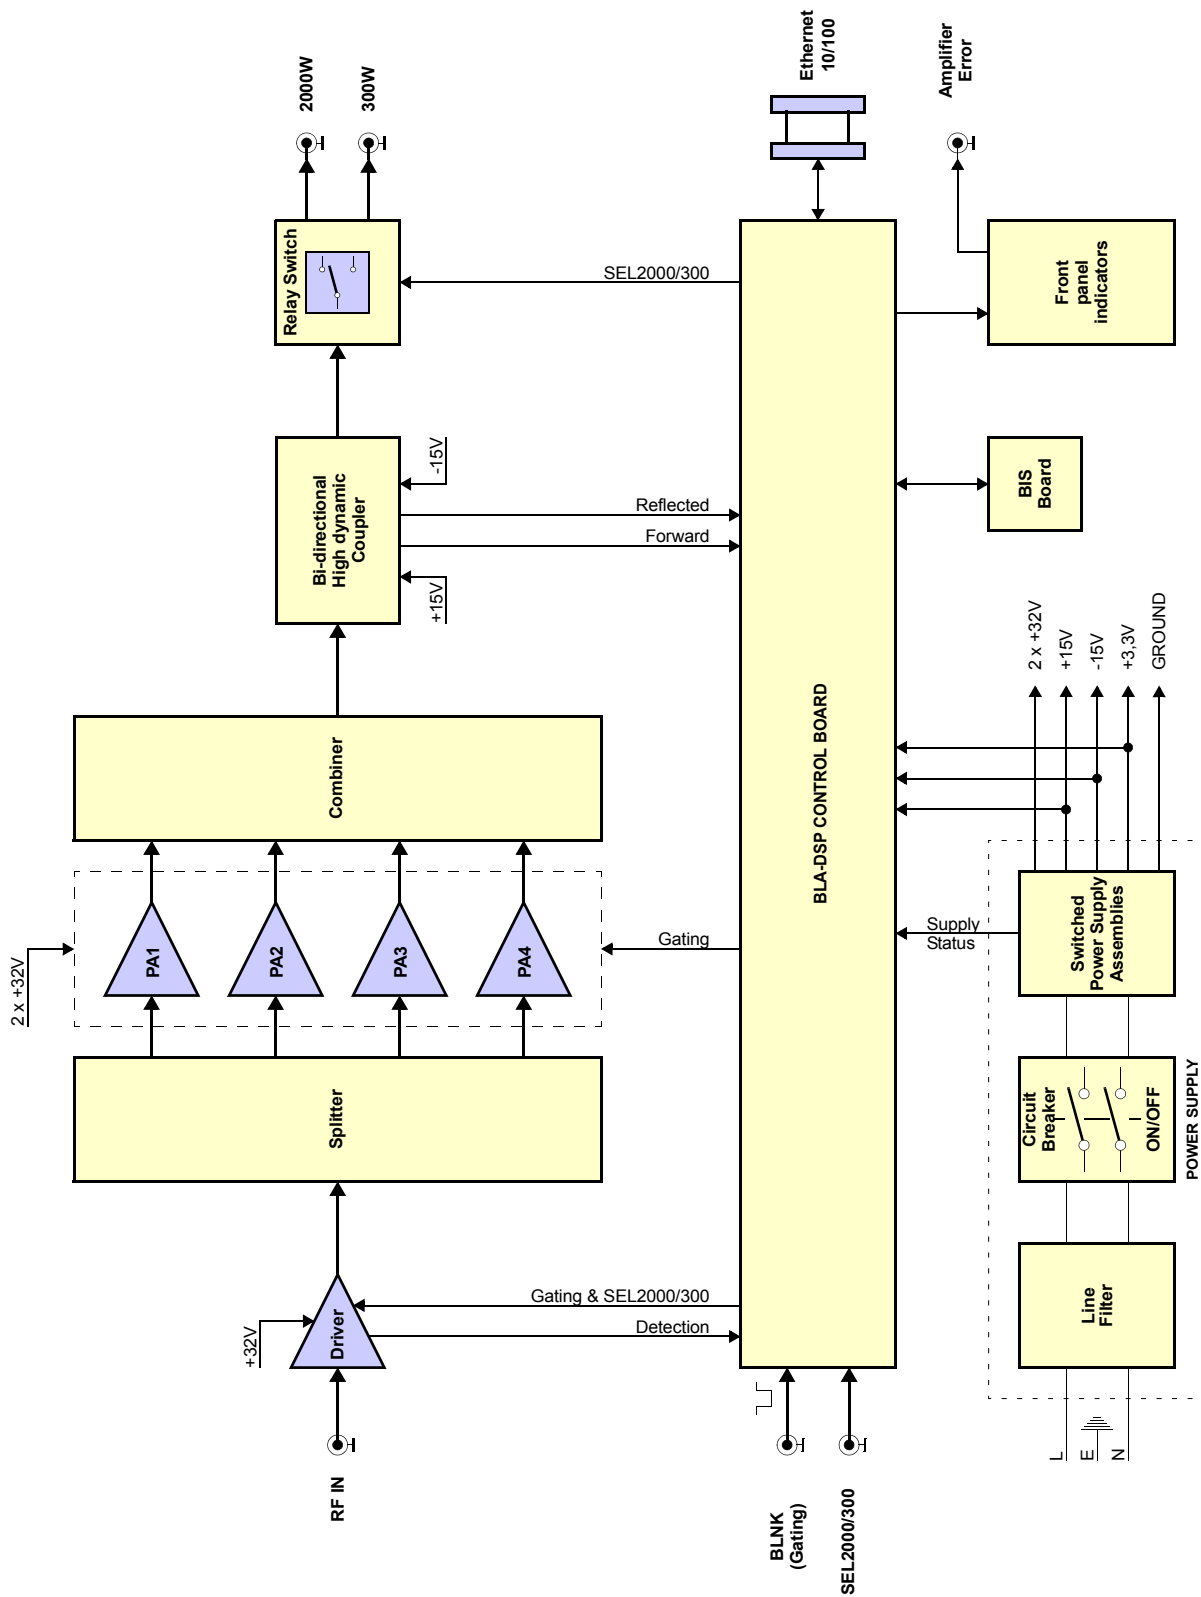 2000W
300W
Relay Switch
Ethernet
10/100
Amplifier
Error
SEL2000/300
Front
panel
indicators
Bi-directional
High dynamic
Coupler
-15V
+15V
Reflected
Forward
BIS
Board
Combiner
2 x +32V
PA1
PA2
PA3
PA4
Gating
BLA-DSP CONTROL BOARD
2 x +32V
+15V
-15V
+3,3V
GROUND
Supply
Status
Switched
Power Supply
Assemblies
Splitter
Circuit
Breaker
ON/OFF
POWER SUPPLY
+32V
Driver
Gating & SEL2000/300
Detection
Line
Filter
RF IN
BLNK
(Gating)
SEL2000/300
L
E
N